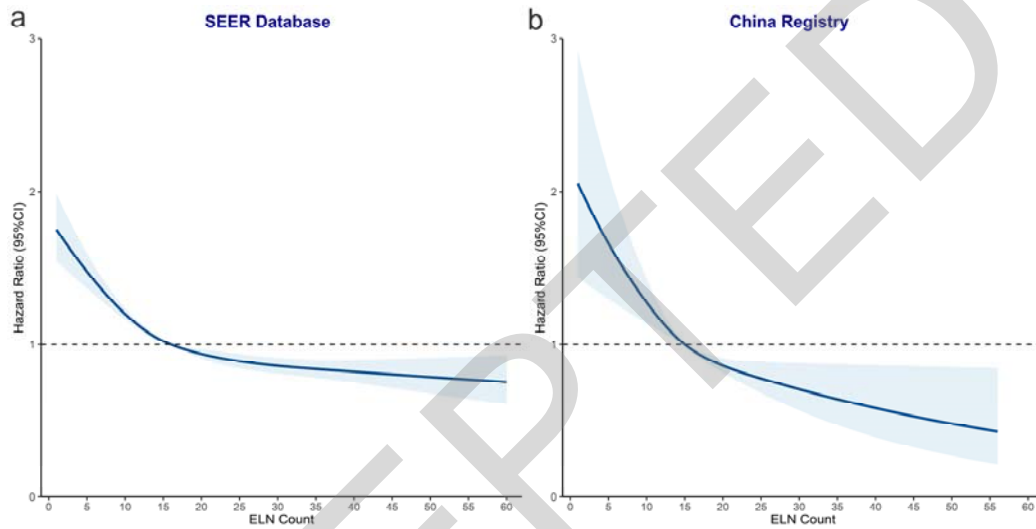 a
SEER Database
3
2
1
0
Hazard Ratio (95%CI)
0 5 10 15 20 25 30 35 40 45 50 55 60
ELN Count
b
China Registry
3
2
1
0
Hazard Ratio (95%CI)
0 5 10 15 20 25 30 35 40 45 50 55 60
ELN Count
EPTED